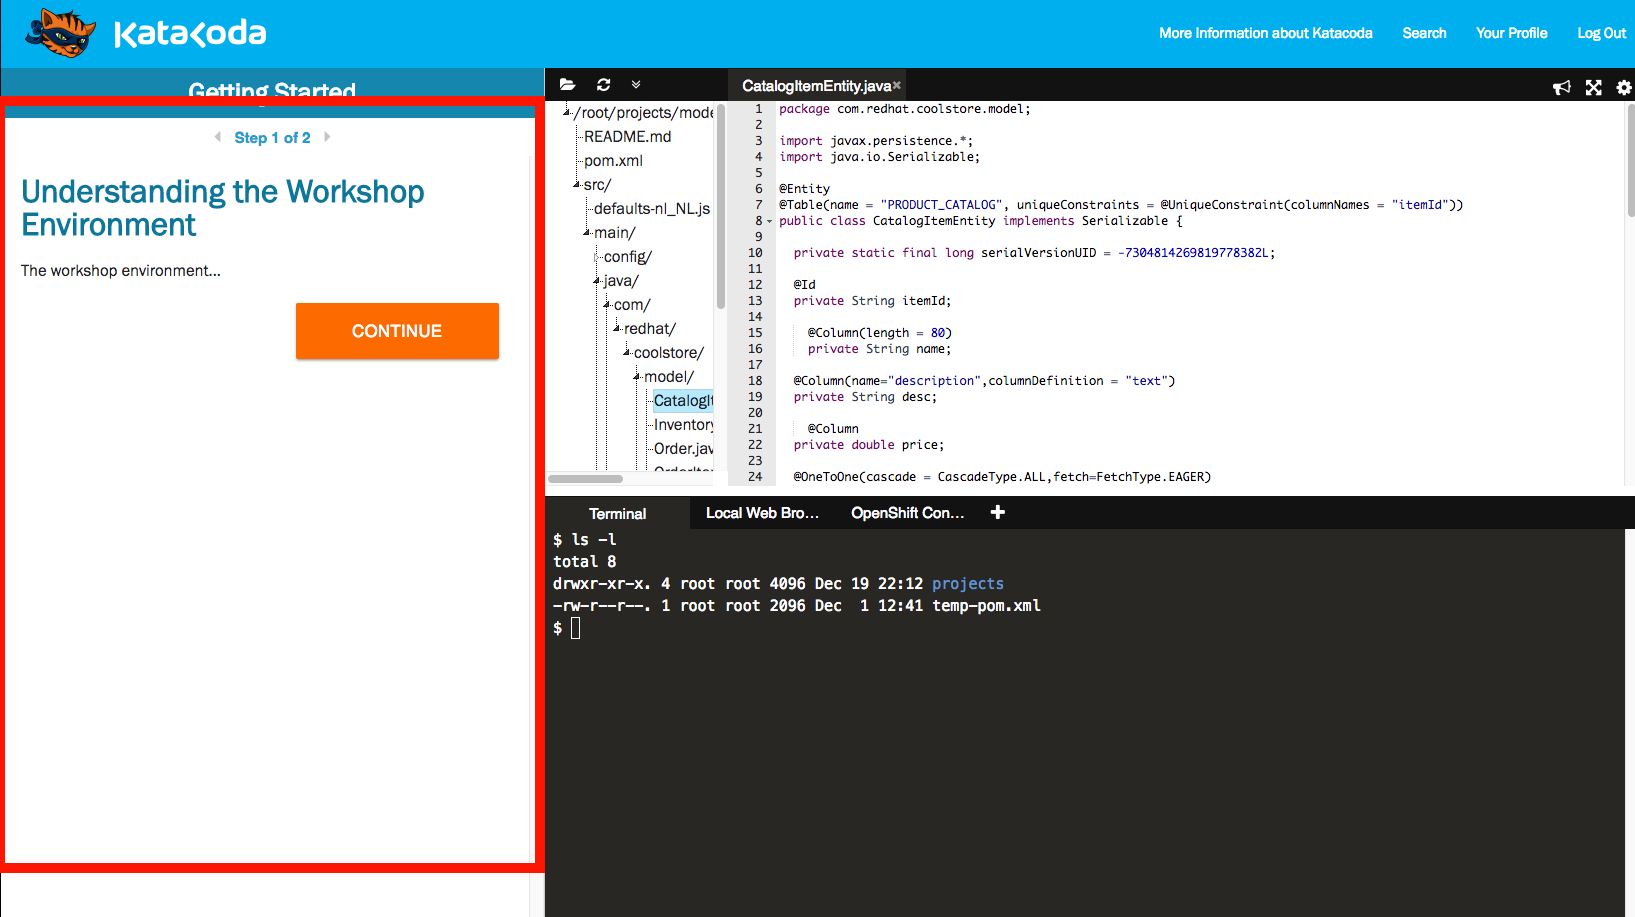 Katacoda
More Information about Katacoda
Search
Your Profile
Log Out
Getting Started
Step 1 of 2
Understanding the Workshop
Environment
The workshop environment...
CONTINUE
/root/projects/mode
README.md
pom.xml
src/
defaults-nl_NL.js
main/
config/
java/
com/
redhat/
coolstore/
model/
CatalogIt
Inventory
Order.jav
OrderIte
CatalogItemEntity.java
1 package com.redhat.coolstore.model;
2
3 import javax.persistence.*;
4 import java.io.Serializable;
5
6 @Entity
7 @Table(name = "PRODUCT_CATALOG", uniqueConstraints = @UniqueConstraint(columnNames = "itemId"))
8 public class CatalogItemEntity implements Serializable {
9
10 private static final long serialVersionUID = -7304814269819778382L;
11
12 @Id
13 private String itemId;
14
15 @Column(length = 80)
16 private String name;
17
18 @Column(name="description",columnDefinition = "text")
19 private String desc;
20
21 @Column
22 private double price;
23
24 @OneToOne(cascade = CascadeType.ALL,fetch=FetchType.EAGER)
Terminal
Local Web Bro...
OpenShift Con...
$ ls -l
total 8
drwxr-xr-x. 4 root root 4096 Dec 19 22:12 projects
-rw-r--r--. 1 root root 2096 Dec  1 12:41 temp-pom.xml
$